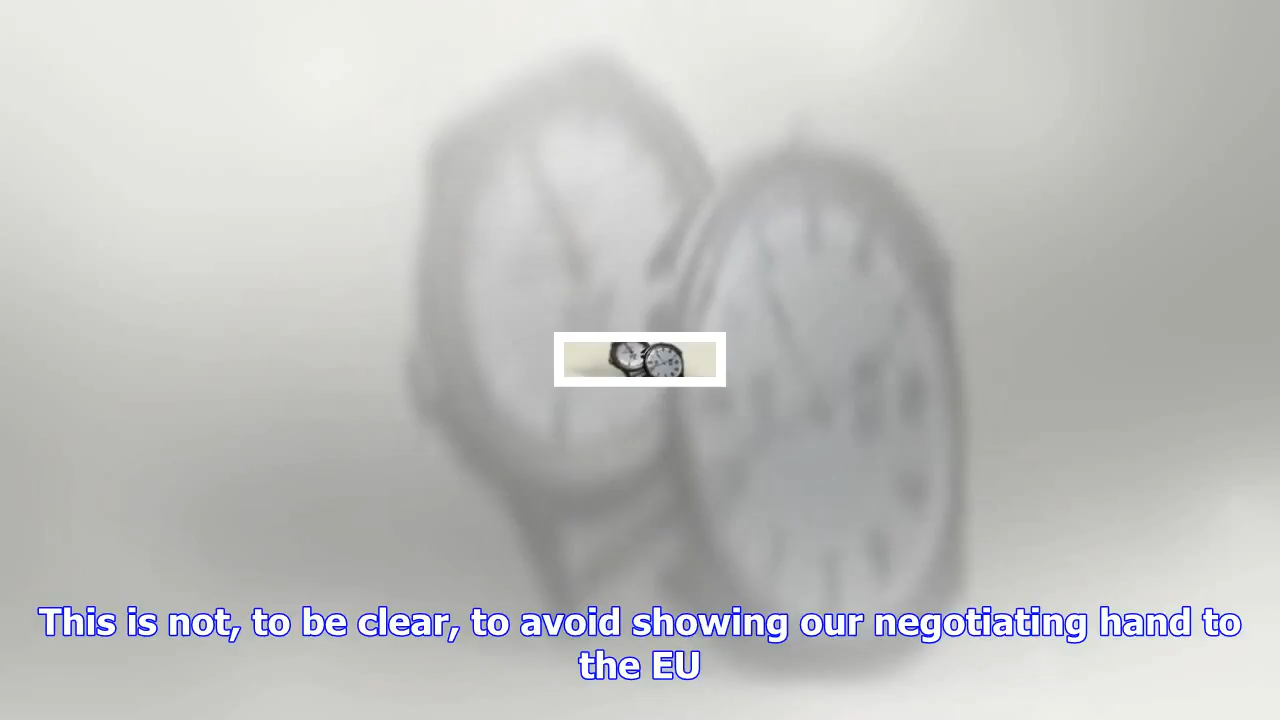 This is not, to be clear, to avoid showing our negotiating hand to
the EU